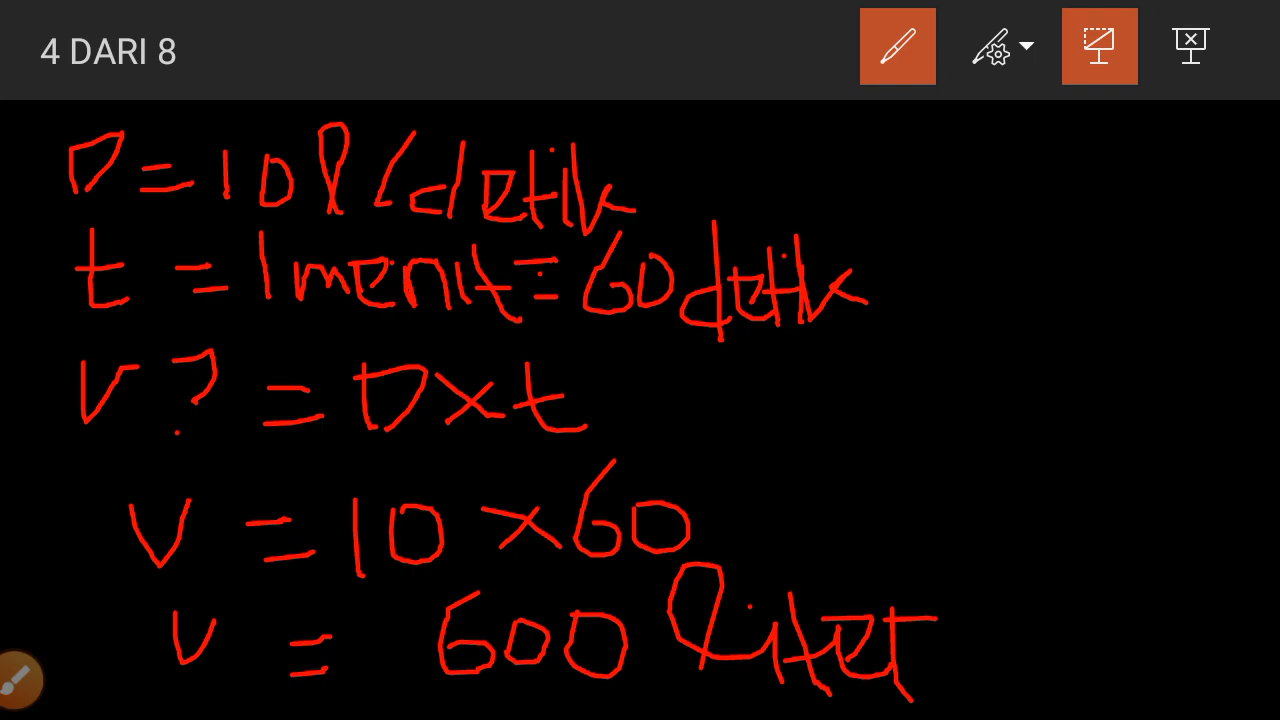 4 DARI 8
D = 10 l/detik
t = 1 menit = 60 detik
V ? = D x t
V = 10 x 60
V = 600 liter